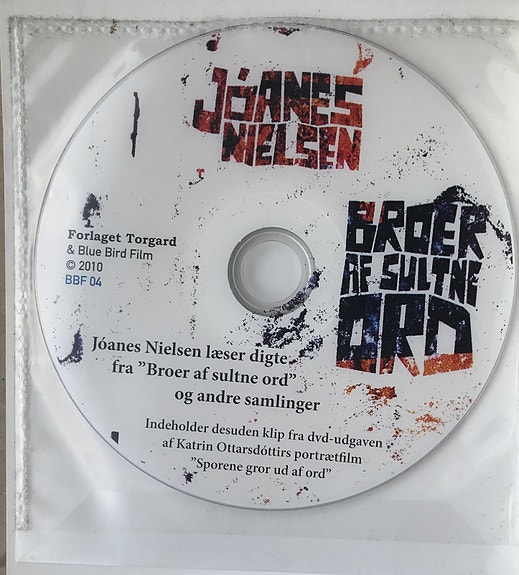 JÓANES
NIELSEN
BROER
AF SULTNE
ORD
Forlaget Torgard
& Blue Bird Film
© 2010
BBF 04
Jóanes Nielsen læser digte
fra ”Broer af sultne ord”
og andre samlinger
Indeholder desuden klip fra dvd-udgaven
af Katrin Ottarsdóttirs portrætfilm
”Sporene gror ud af ord”